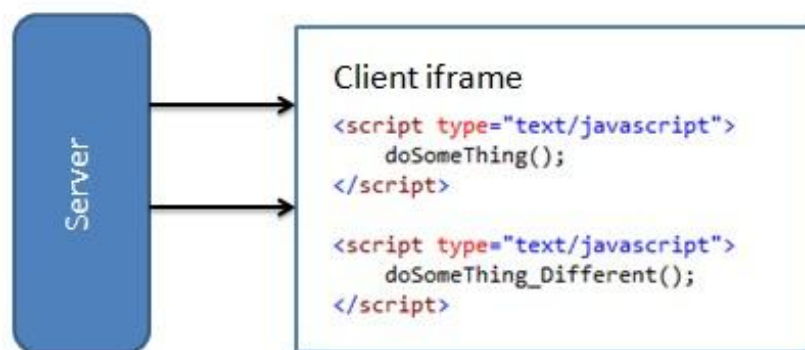 Server
Client iframe
<script type="text/javascript">
doSomeThing();
</script>
<script type="text/javascript">
doSomeThing_Different();
</script>